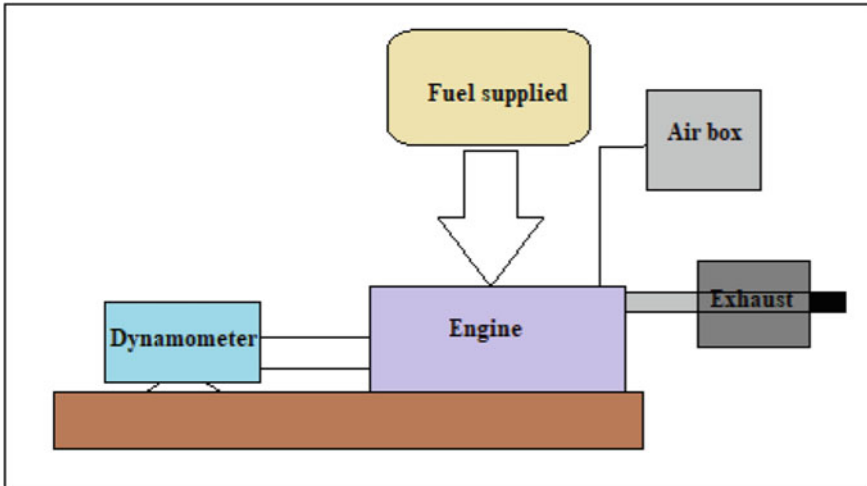 Fuel supplied
Air box
Exhaust
Engine
Dynamometer